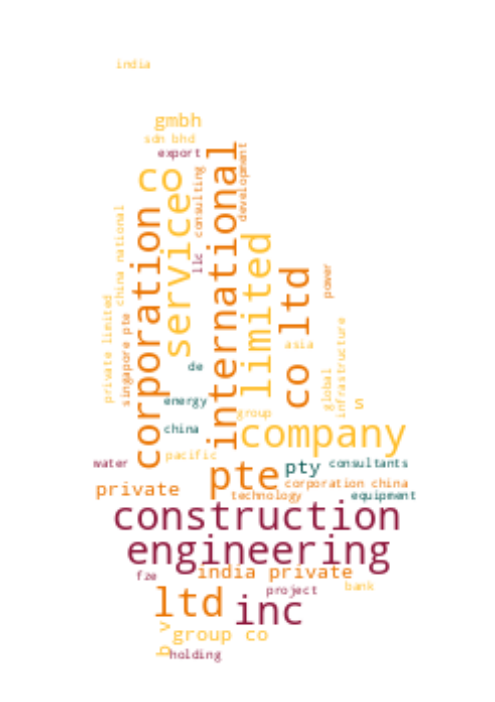 india
gmbh
sdn bhd
export
co
international
development
consulting
service
corporation
china national
llc
limited
co ltd
power
private limited
singapore pte
de
asia
global
infrastructure
energy
s
group
china
company
pacific
water
pte
pty
consultants
private
corporation china
technology
equipment
construction
engineering
fze
india private
project
bank
ltd
inc
b v
group co
holding